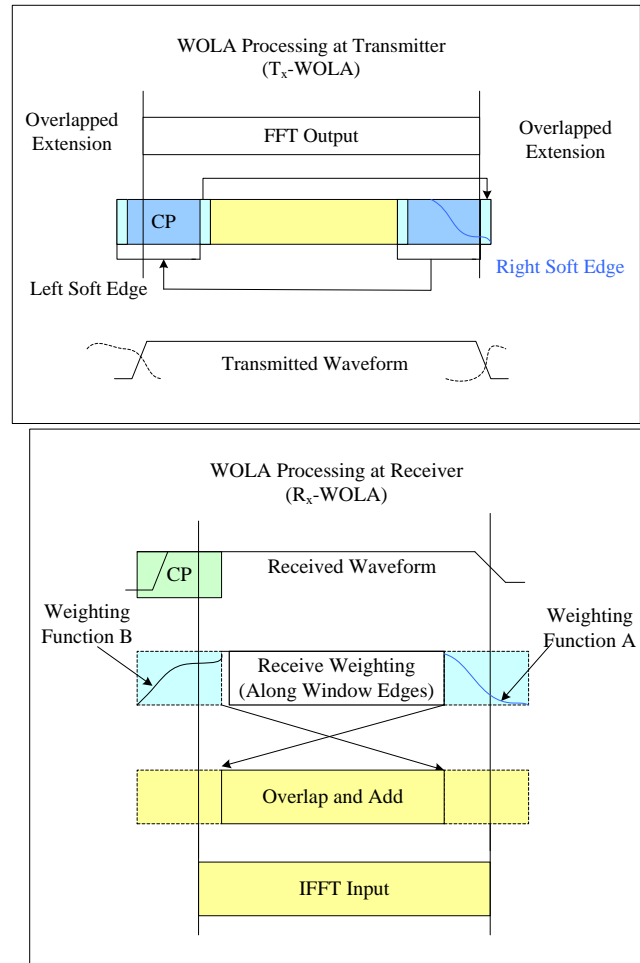 WOLA Processing at Transmitter
(Tx-WOLA)
Overlapped
Extension
FFT Output
Overlapped
Extension
CP
Left Soft Edge
Right Soft Edge
Transmitted Waveform
WOLA Processing at Receiver
(Rx-WOLA)
CP
Received Waveform
Weighting
Function B
Weighting
Function A
Receive Weighting
(Along Window Edges)
Overlap and Add
IFFT Input